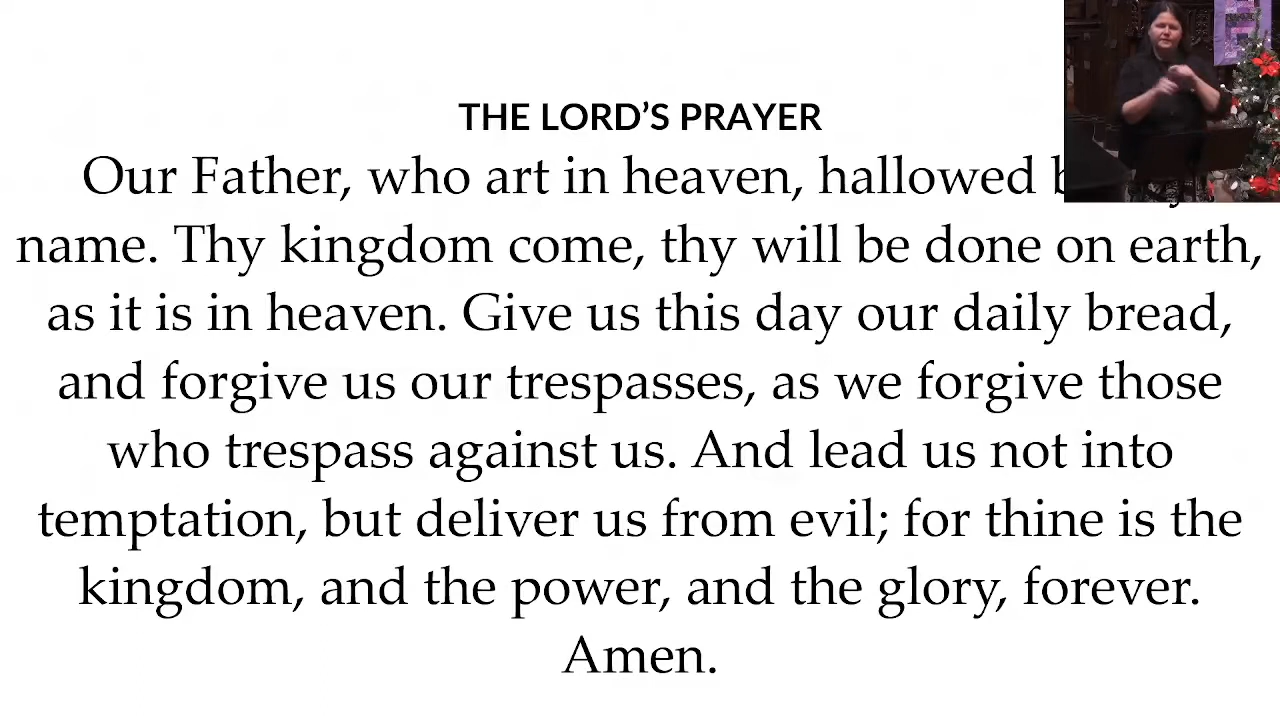 THE LORD’S PRAYER
Our Father, who art in heaven, hallowed
name. Thy kingdom come, thy will be done on earth,
as it is in heaven. Give us this day our daily bread,
and forgive us our trespasses, as we forgive those
who trespass against us. And lead us not into
temptation, but deliver us from evil; for thine is the
kingdom, and the power, and the glory, forever.
Amen.